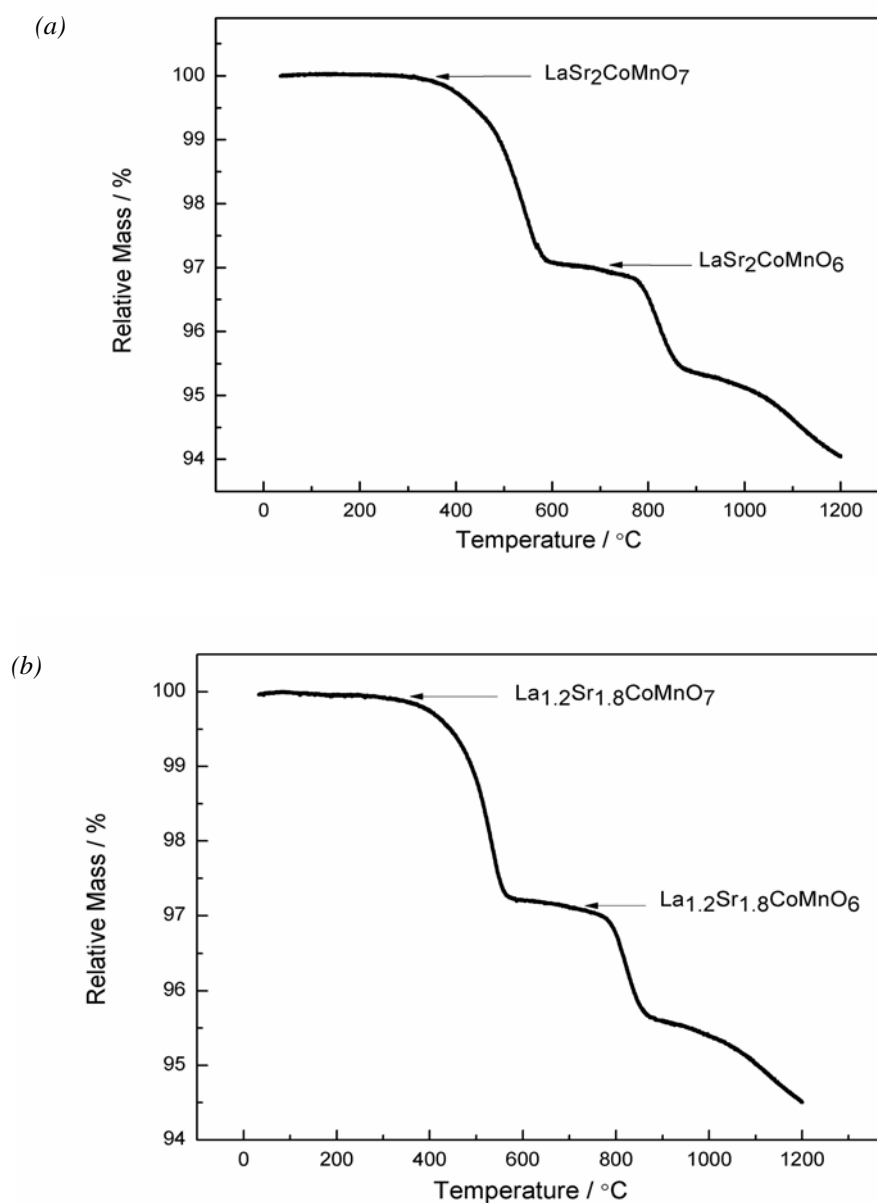 (a)
100
99
98
97
96
95
94
Relative Mass / %
LaSr2CoMnO7
LaSr2CoMnO6
0 200 400 600 800 1000 1200
Temperature / °C
(b)
100
99
98
97
96
95
94
Relative Mass / %
La1.2Sr1.8CoMnO7
La1.2Sr1.8CoMnO6
0 200 400 600 800 1000 1200
Temperature / °C